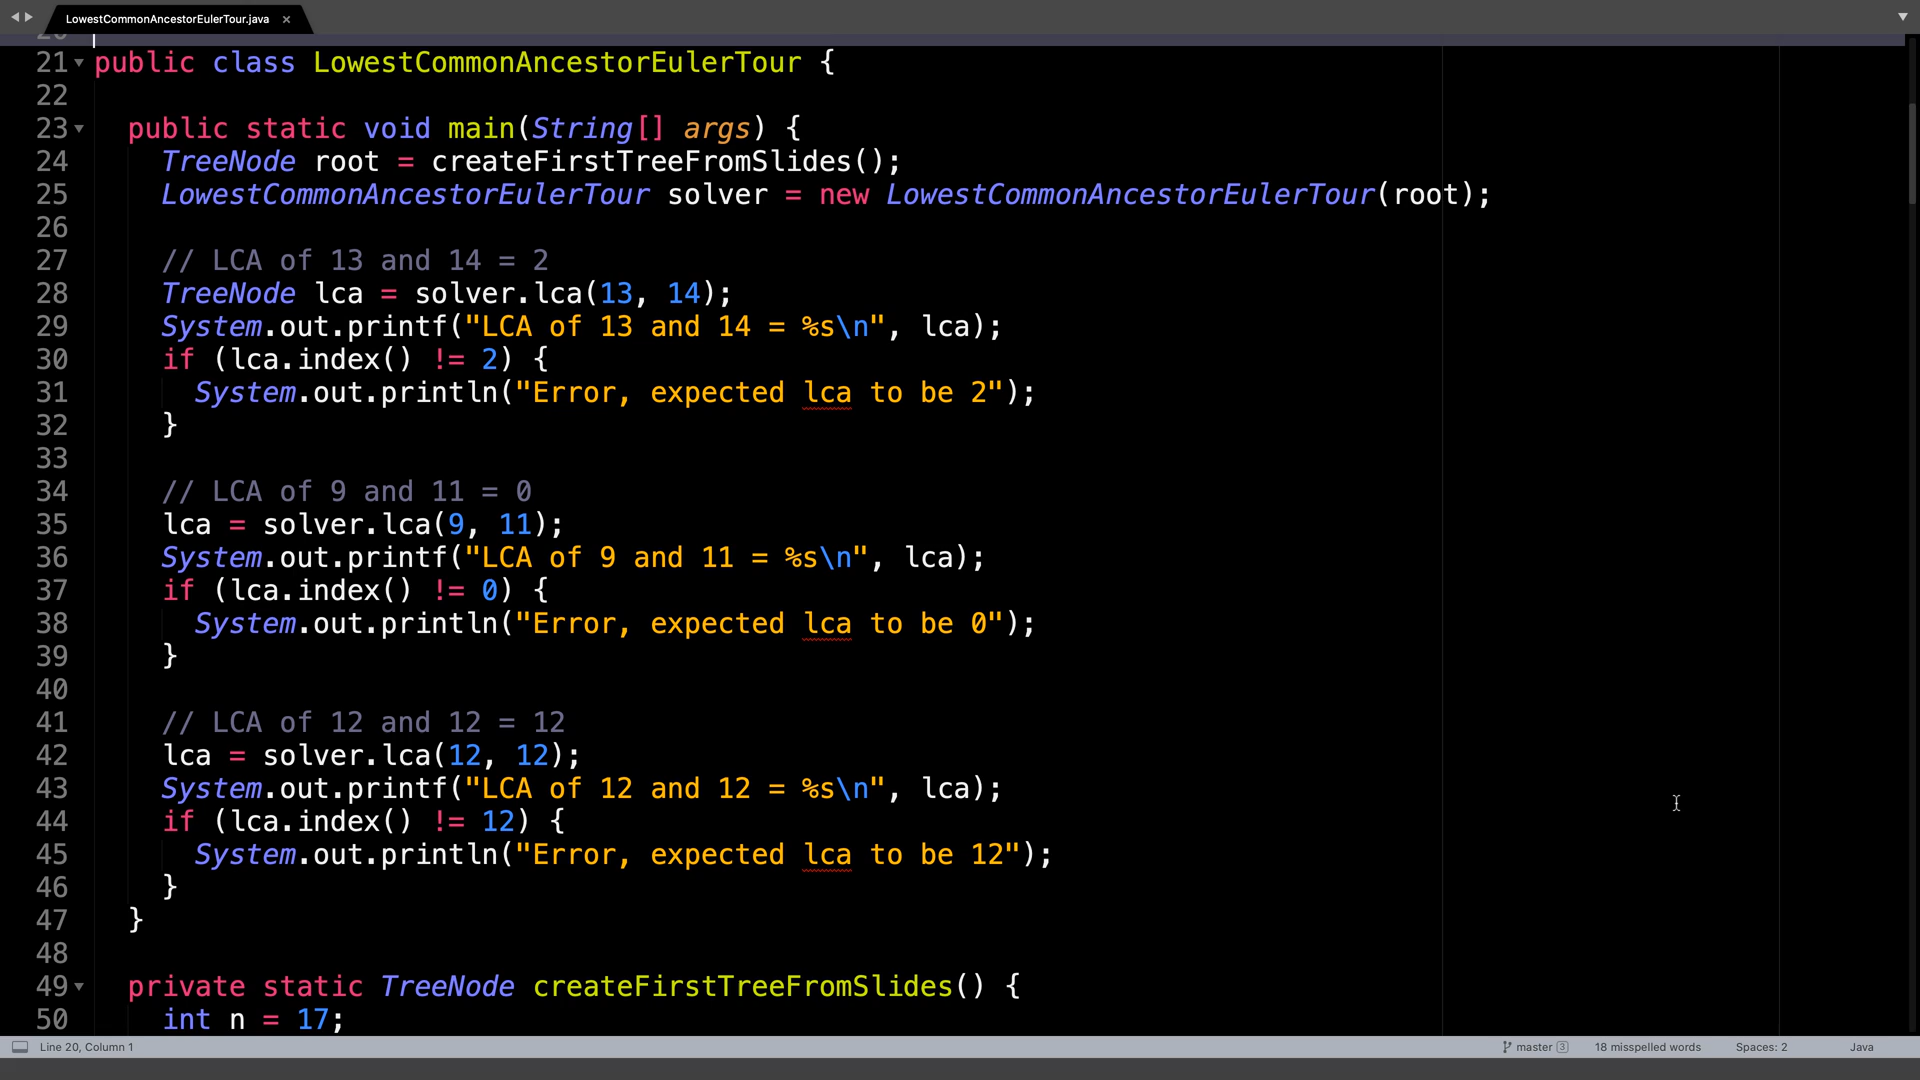 LowestCommonAncestorEulerTour.java ×
20
21 public class LowestCommonAncestorEulerTour {
22
23 public static void main(String[] args) {
24 TreeNode root = createFirstTreeFromSlides();
25 LowestCommonAncestorEulerTour solver = new LowestCommonAncestorEulerTour(root);
26
27 // LCA of 13 and 14 = 2
28 TreeNode lca = solver.lca(13, 14);
29 System.out.printf("LCA of 13 and 14 = %s\n", lca);
30 if (lca.index() != 2) {
31 System.out.println("Error, expected lca to be 2");
32 }
33
34 // LCA of 9 and 11 = 0
35 lca = solver.lca(9, 11);
36 System.out.printf("LCA of 9 and 11 = %s\n", lca);
37 if (lca.index() != 0) {
38 System.out.println("Error, expected lca to be 0");
39 }
40
41 // LCA of 12 and 12 = 12
42 lca = solver.lca(12, 12);
43 System.out.printf("LCA of 12 and 12 = %s\n", lca);
44 if (lca.index() != 12) {
45 System.out.println("Error, expected lca to be 12");
46 }
47 }
48
49 private static TreeNode createFirstTreeFromSlides() {
50 int n = 17;
Line 20, Column 1 master 3 18 misspelled words Spaces: 2 Java